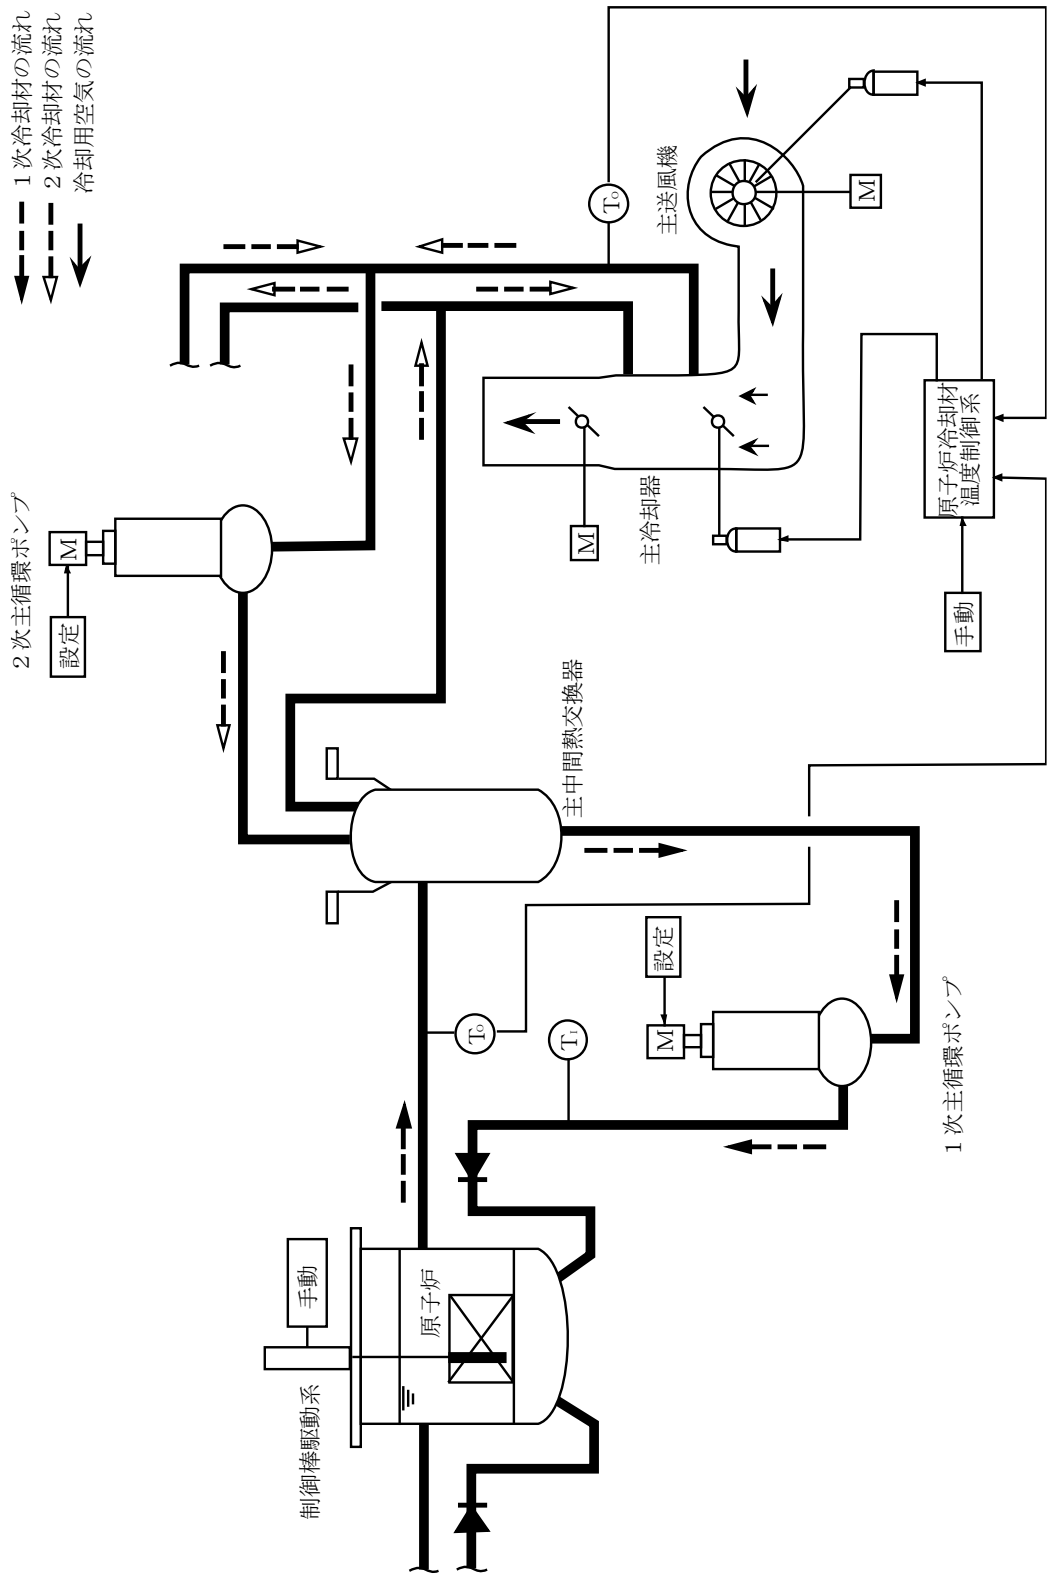 1次冷却材の流れ
2次冷却材の流れ
冷却用空気の流れ
2次主循環ポンプ
M
設定
制御棒駆動系
手動
原子炉
To
TI
主中間熱交換器
設定
M
1次主循環ポンプ
To
主送風機
M
主冷却器
M
原子炉冷却材
温度制御系
手動